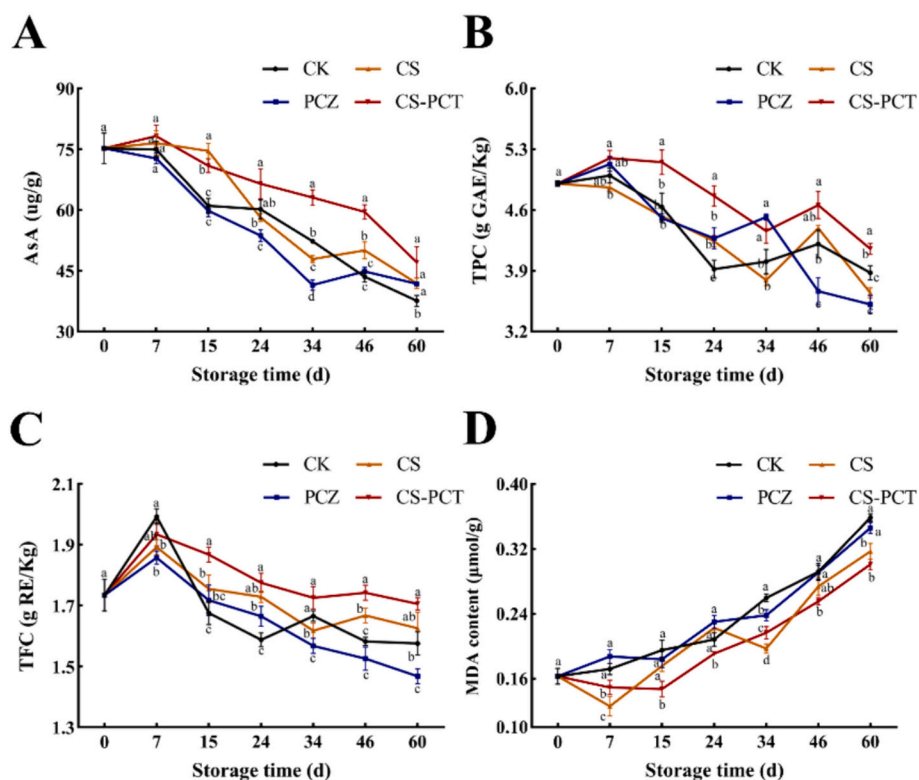 A
CK CS
PCZ CS-PCT
AsA (ug/g)
90
75
60
45
30
0 7 15 24 34 46 60
Storage time (d)
B
CK CS
PCZ CS-PCT
TPC (g GAE/Kg)
6.0
5.3
4.6
3.9
3.2
0 7 15 24 34 46 60
Storage time (d)
C
CK CS
PCZ CS-PCT
TFC (g RE/Kg)
2.1
1.9
1.7
1.5
1.3
0 7 15 24 34 46 60
Storage time (d)
D
CK CS
PCZ CS-PCT
MDA content (μmol/g)
0.40
0.32
0.24
0.16
0.10
0 7 15 24 34 46 60
Storage time (d)